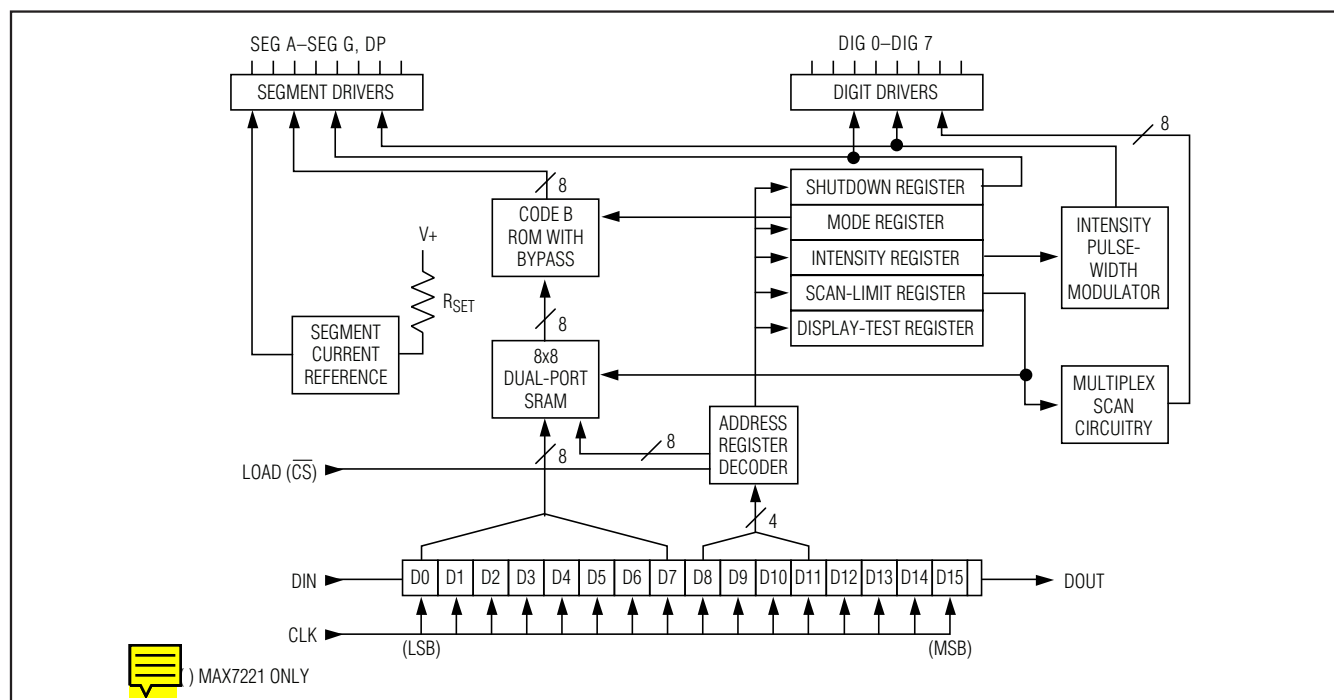 SEG A–SEG G, DP
DIG 0–DIG 7
SEGMENT DRIVERS
DIGIT DRIVERS
8
8
SHUTDOWN REGISTER
MODE REGISTER
INTENSITY REGISTER
SCAN-LIMIT REGISTER
DISPLAY-TEST REGISTER
CODE B
ROM WITH
BYPASS
INTENSITY
PULSE-
WIDTH
MODULATOR
V+
RSET
8
SEGMENT
CURRENT
REFERENCE
8x8
DUAL-PORT
SRAM
MULTIPLEX
SCAN
CIRCUITRY
ADDRESS
REGISTER
DECODER
8
8
LOAD (C̅S̅)
4
DIN
D0 D1 D2 D3 D4 D5 D6 D7 D8 D9 D10 D11 D12 D13 D14 D15
DOUT
CLK
(LSB)
(MSB)
) MAX7221 ONLY